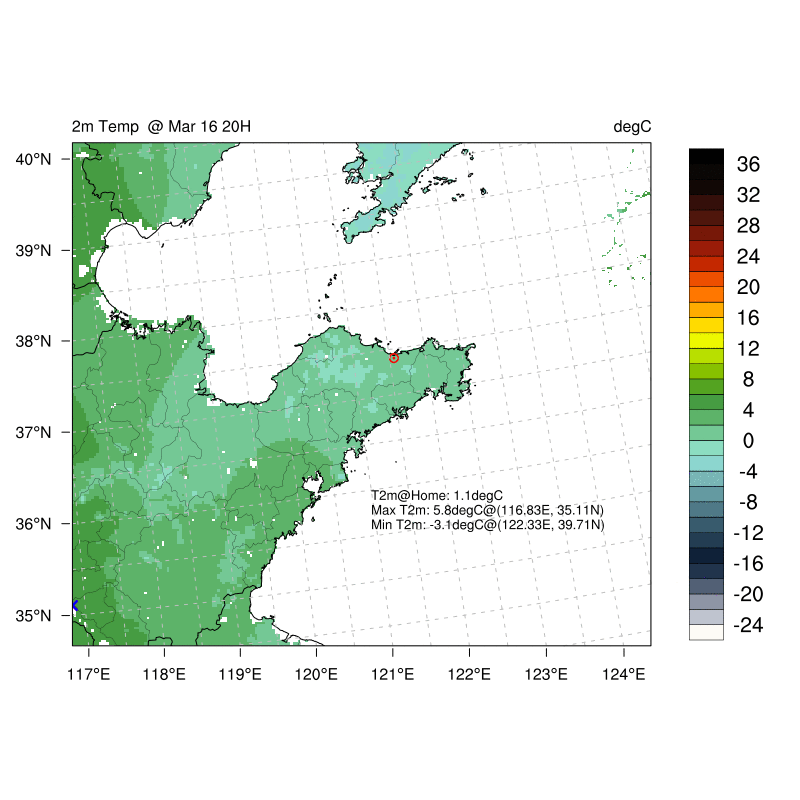 2m Temp  @ Mar 16 20H
degC
40°N
39°N
38°N
37°N
36°N
35°N
117°E
118°E
119°E
120°E
121°E
122°E
123°E
124°E
T2m@Home: 1.1degC
Max T2m: 5.8degC@(116.83E, 35.11N)
Min T2m: -3.1degC@(122.33E, 39.71N)
36
32
28
24
20
16
12
8
4
0
-4
-8
-12
-16
-20
-24